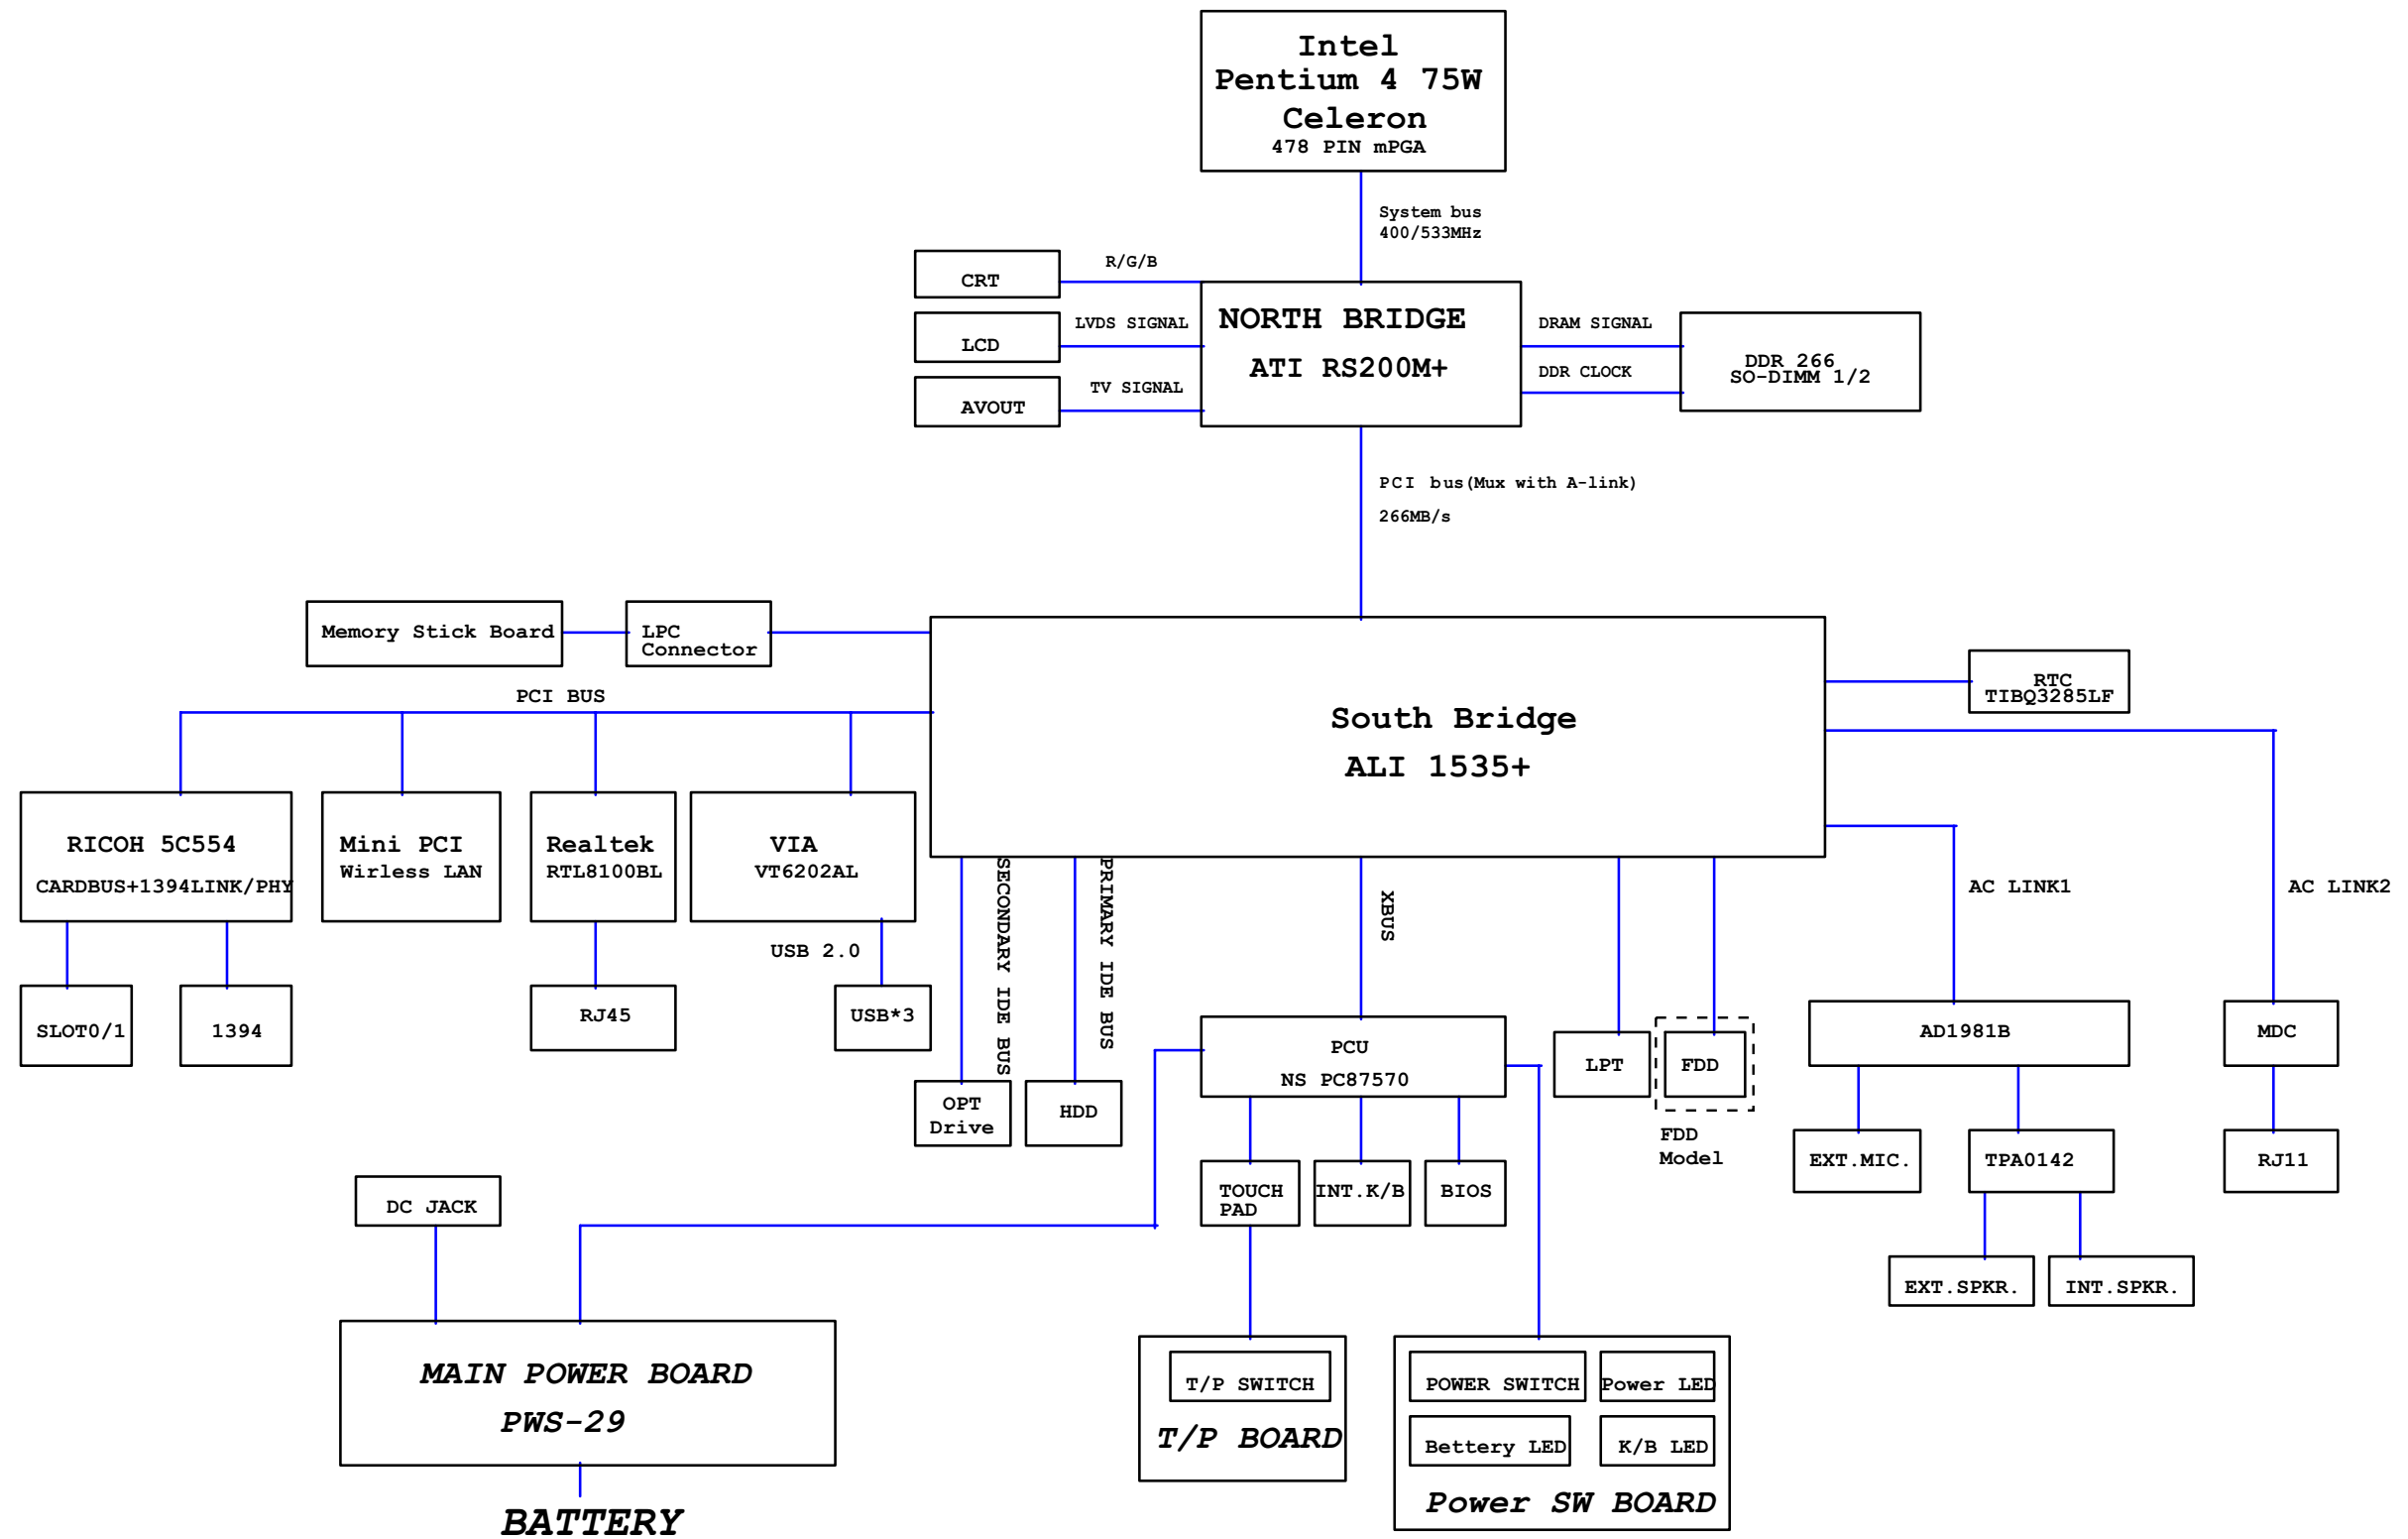 Intel
Pentium 4 75W
Celeron
478 PIN mPGA
System bus
400/533MHz
CRT
R/G/B
LCD
LVDS SIGNAL
AVOUT
TV SIGNAL
NORTH BRIDGE
ATI RS200M+
DRAM SIGNAL
DDR CLOCK
DDR 266
SO-DIMM 1/2
PCI bus(Mux with A-link)
266MB/s
Memory Stick Board
LPC
Connector
PCI BUS
South Bridge
ALI 1535+
RTC
TIBQ3285LF
RICOH 5C554
CARDBUS+1394LINK/PHY
Mini PCI
Wirless LAN
Realtek
RTL8100BL
VIA
VT6202AL
SECONDARY IDE BUS
PRIMARY IDE BUS
XBUS
AC LINK1
AC LINK2
USB 2.0
SLOT0/1
1394
RJ45
USB*3
OPT
Drive
HDD
PCU
NS PC87570
LPT
FDD
FDD
Model
AD1981B
MDC
EXT.MIC.
TPA0142
RJ11
TOUCH
PAD
INT.K/B
BIOS
DC JACK
EXT.SPKR.
INT.SPKR.
MAIN POWER BOARD
PWS-29
BATTERY
T/P SWITCH
T/P BOARD
POWER SWITCH
Power LED
Bettery LED
K/B LED
Power SW BOARD